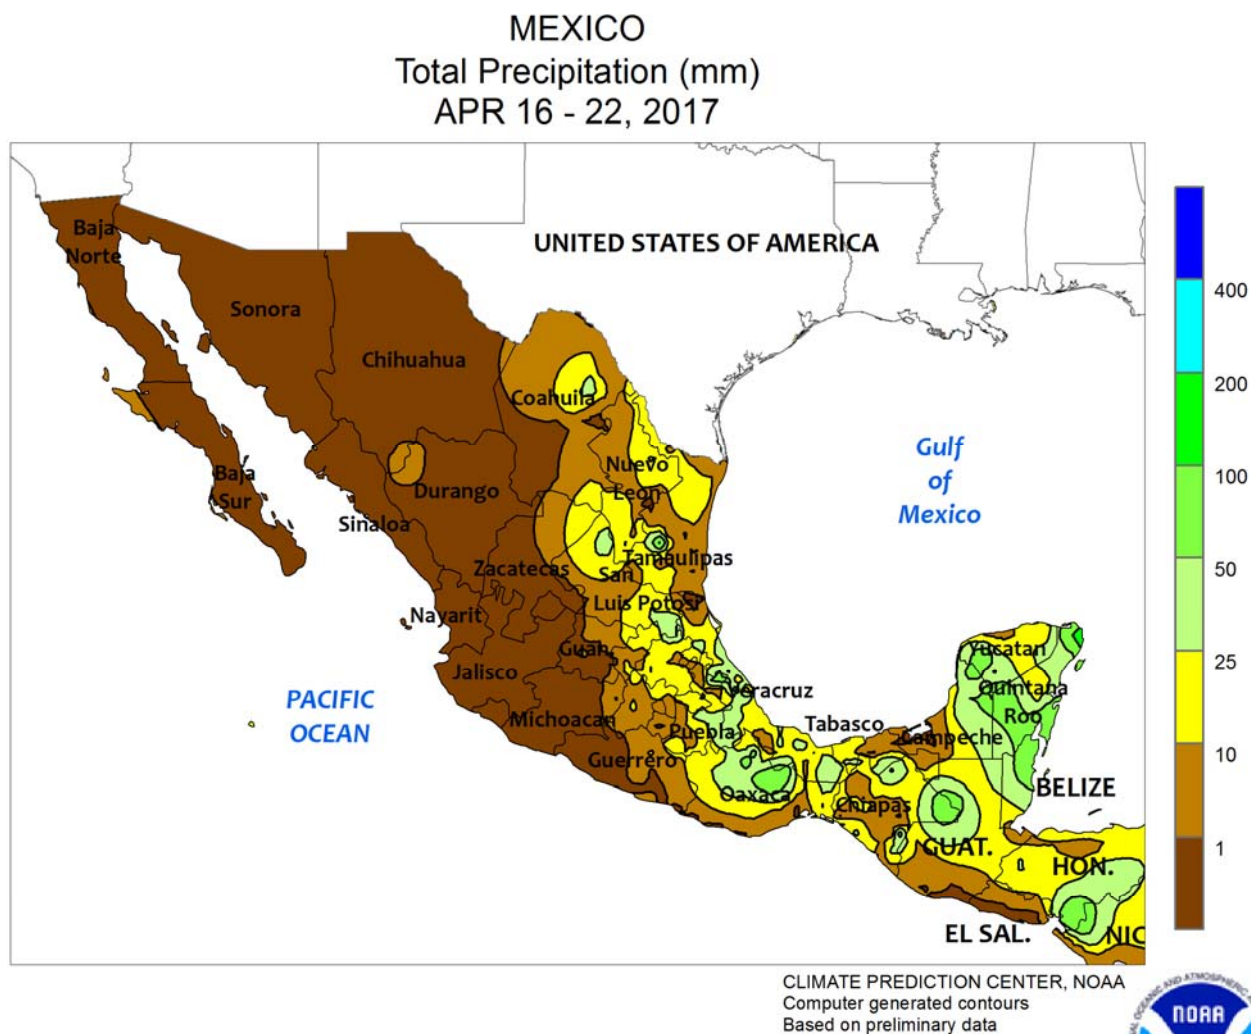 MEXICO
Total Precipitation (mm)
APR 16 - 22, 2017
Baja
Norte
UNITED STATES OF AMERICA
Sonora
400
Chihuahua
200
Coahuila
Gulf
of
Mexico
Nuevo
Leon
100
Baja
Sur
Durango
Sinaloa
50
Tamaulipas
Zacatecas
San
Luis Potosi
Nayarit
Guan.
Yucatan
25
Jalisco
Quintana
Roo
PACIFIC
OCEAN
Michoacan
Veracruz
Tabasco
Puebla
Campeche
10
Guerrero
BELIZE
Oaxaca
Chiapas
GUAT.
1
HON.
EL SAL.
NIC
CLIMATE PREDICTION CENTER, NOAA
Computer generated contours
Based on preliminary data
OCEANIC AND ATMOSPHERIC
NOAA